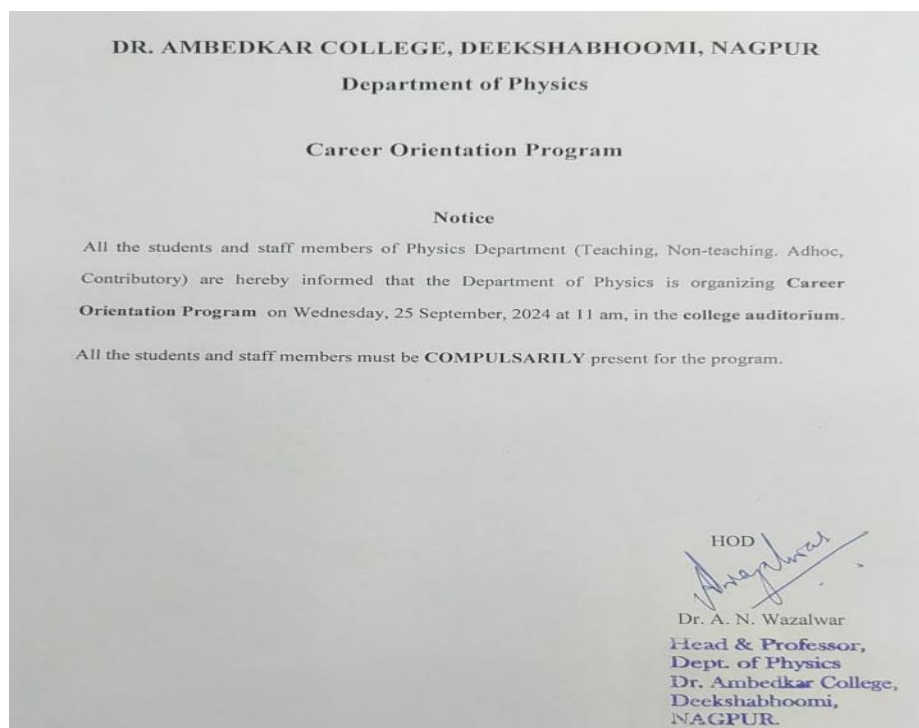 DR. AMBEDKAR COLLEGE, DEEKSHABHOOMI, NAGPUR
Department of Physics
Career Orientation Program
Notice
All the students and staff members of Physics Department (Teaching, Non-teaching. Adhoc,
Contributory) are hereby informed that the Department of Physics is organizing Career
Orientation Program on Wednesday, 25 September, 2024 at 11 am, in the college auditorium.
All the students and staff members must be COMPULSARILY present for the program.
HOD
Dr. A. N. Wazalwar
Head & Professor,
Dept. of Physics
Dr. Ambedkar College,
Deekshabhoomi,
NAGPUR.